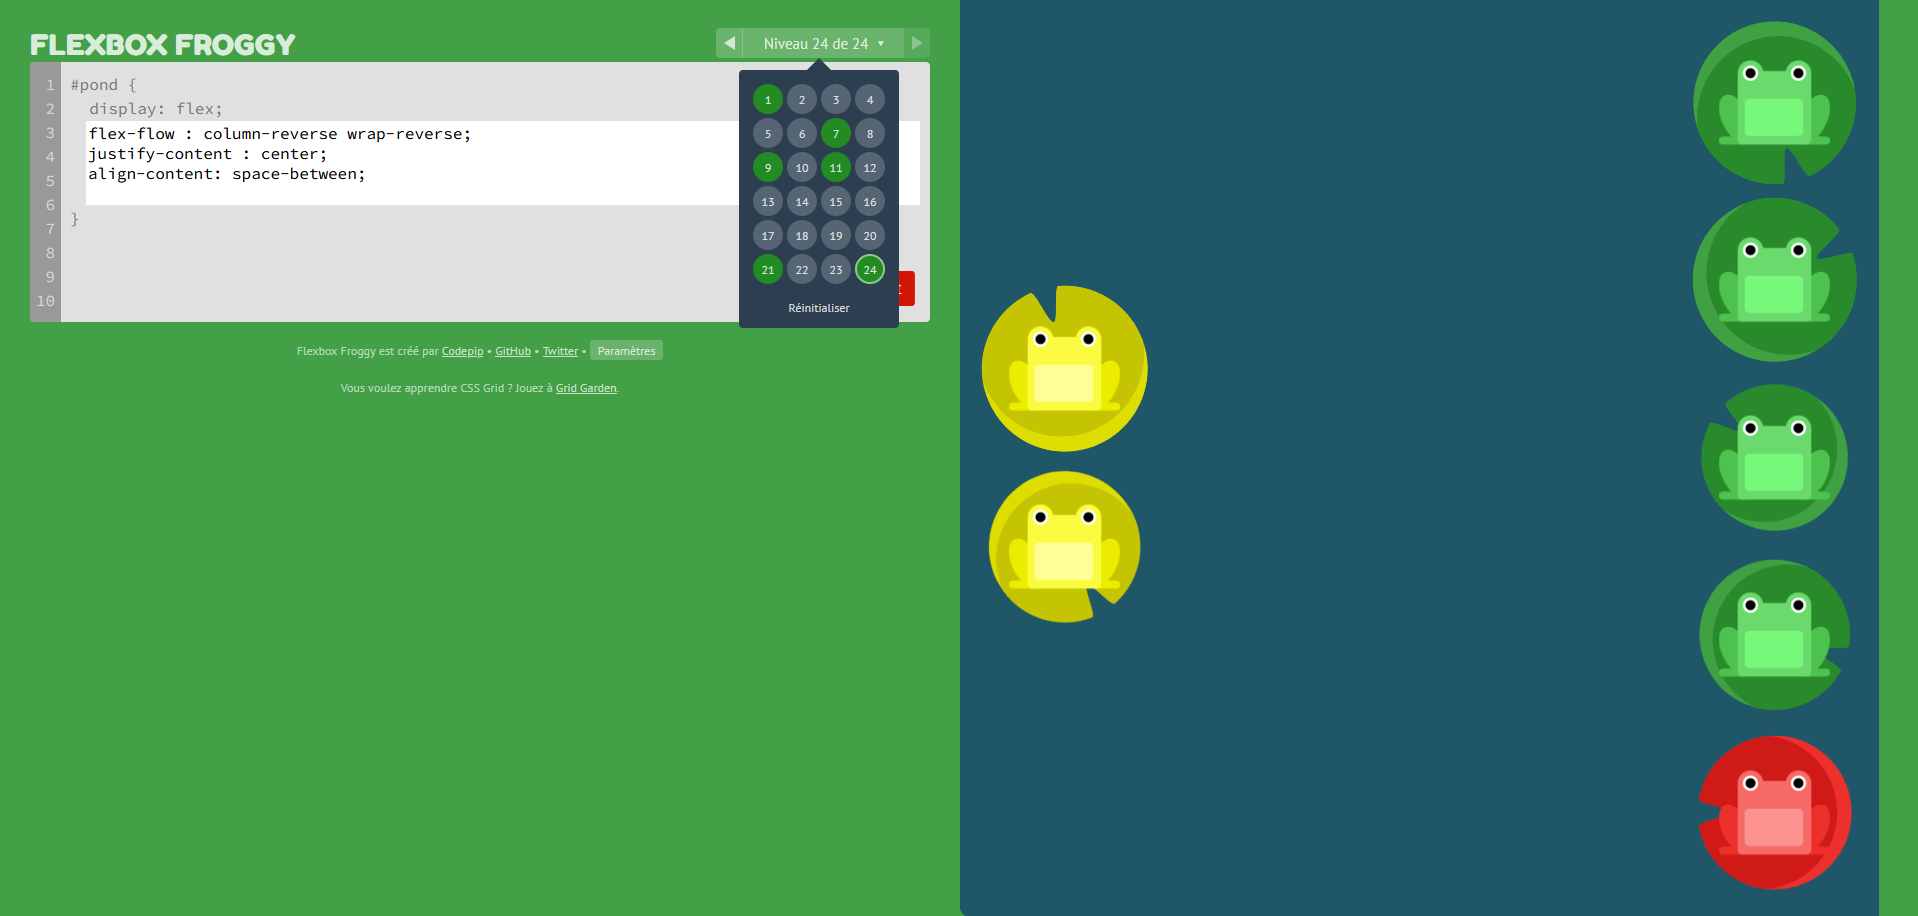 FLEXBOX FROGGY
Niveau 24 de 24
1 #pond {
2 display: flex;
3 flex-flow : column-reverse wrap-reverse;
4 justify-content : center;
5 align-content: space-between;
6
7 }
8
9
10
1 2 3 4
5 6 7 8
9 10 11 12
13 14 15 16
17 18 19 20
21 22 23 24
Réinitialiser
Flexbox Froggy est créé par Codepip • GitHub • Twitter • Paramètres
Vous voulez apprendre CSS Grid ? Jouez à Grid Garden.